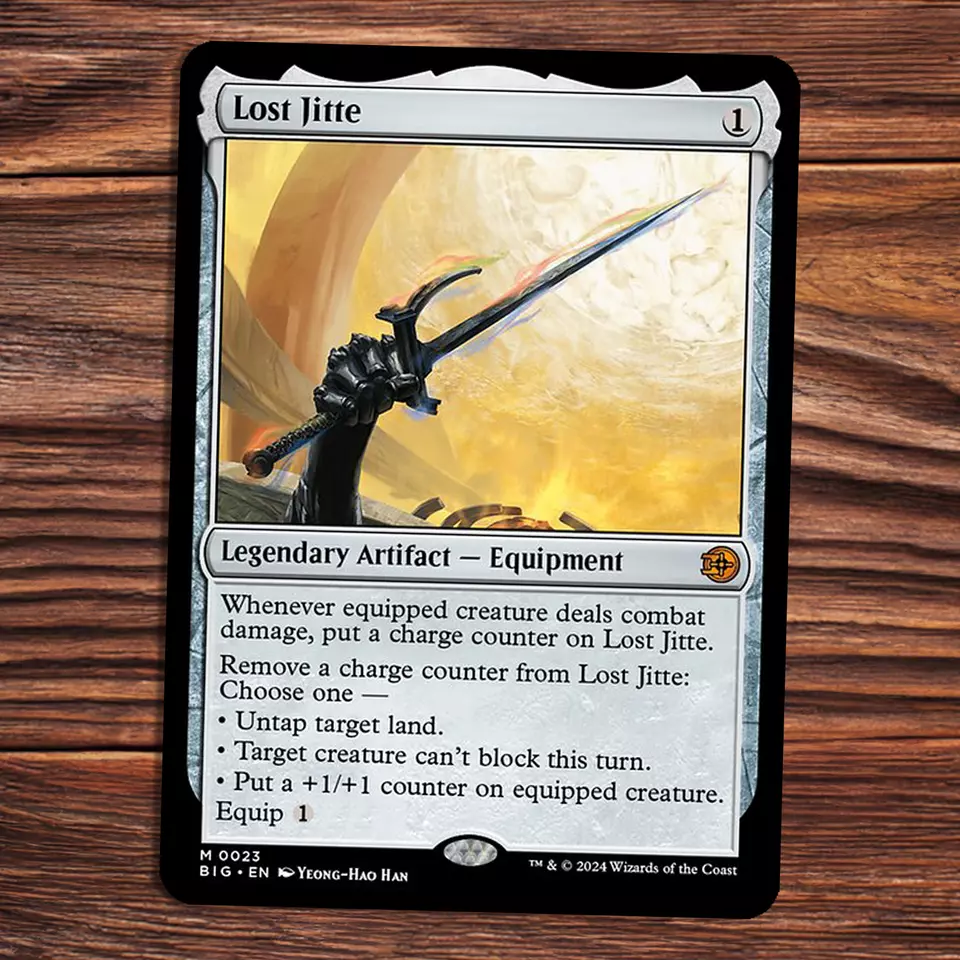 Lost Jitte 1
Legendary Artifact — Equipment
Whenever equipped creature deals combat
damage, put a charge counter on Lost Jitte.
Remove a charge counter from Lost Jitte:
Choose one —
• Untap target land.
• Target creature can't block this turn.
• Put a +1/+1 counter on equipped creature.
Equip 1
M 0023
BIG • EN Yeong-Hao Han
™ & © 2024 Wizards of the Coast